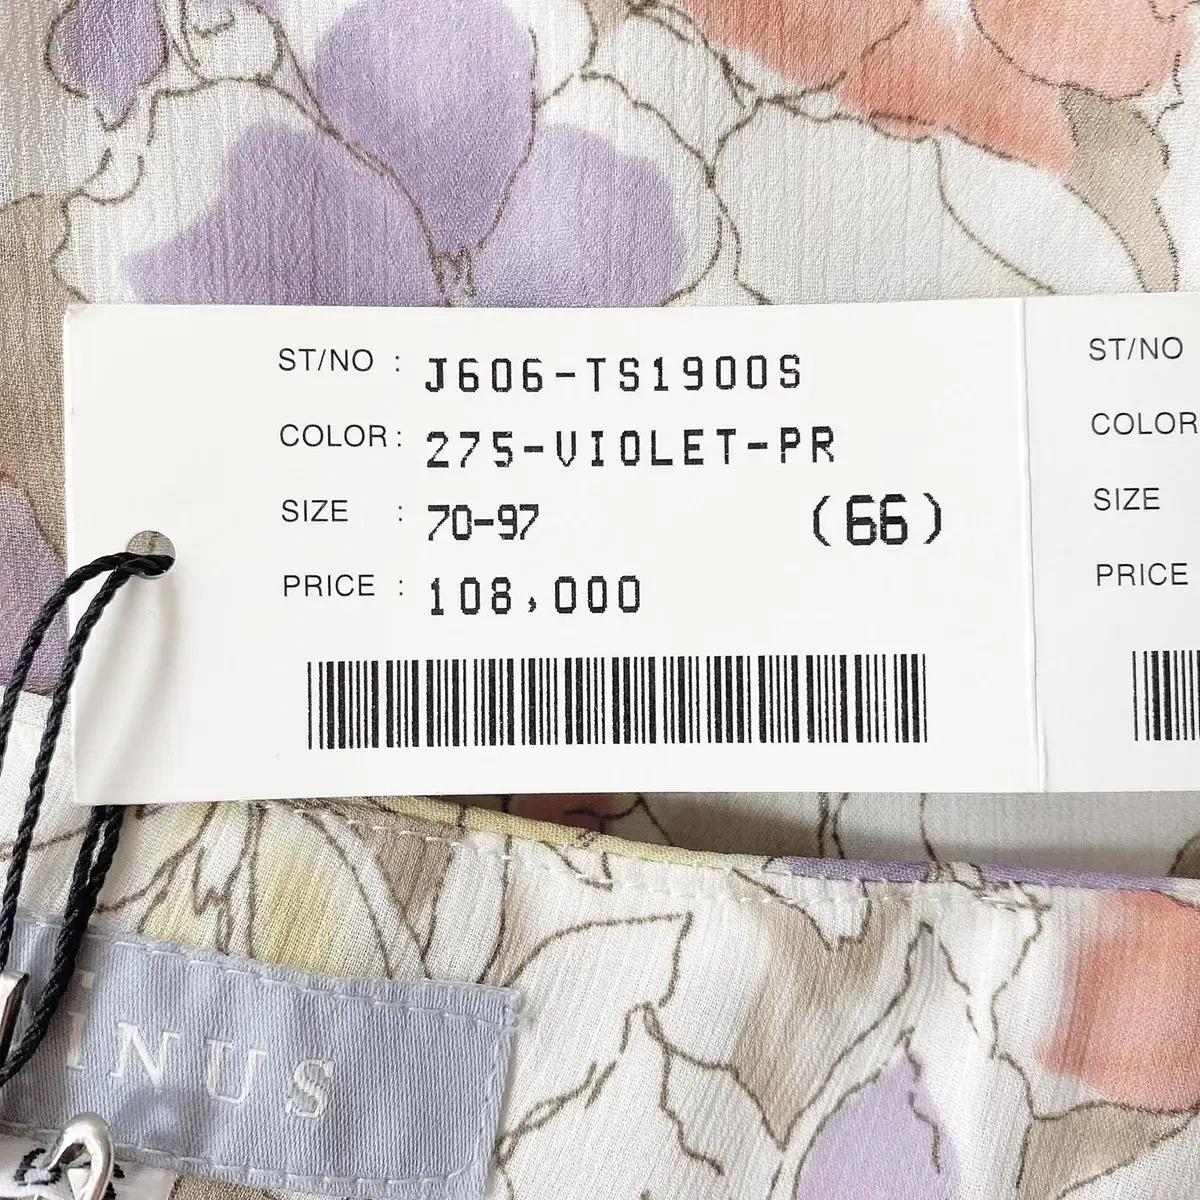 ST/NO : J606-TS1900S
COLOR : 275-VIOLET-PR
SIZE : 70-97 (66)
PRICE : 108,000
ST/NO
COLOR
SIZE
PRICE
INUS